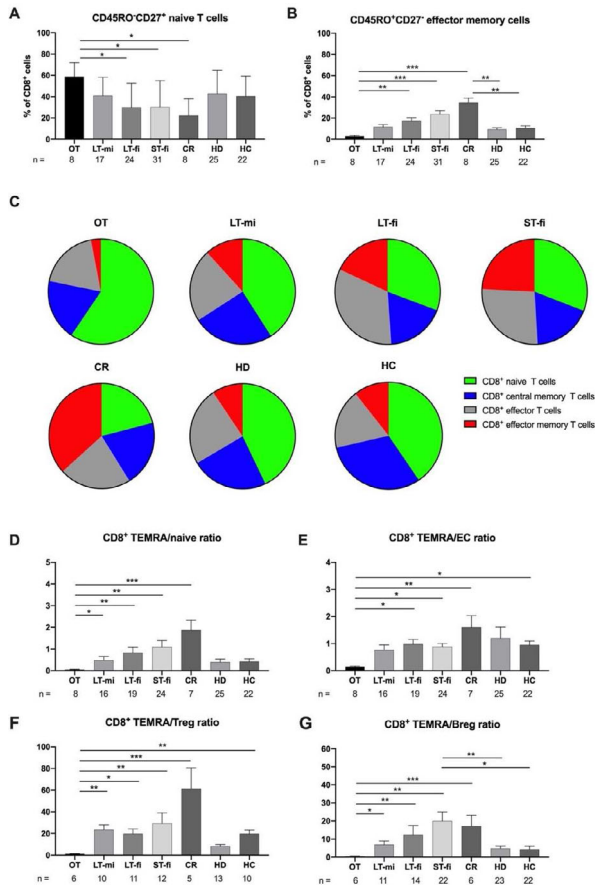 A
CD45RO-CD27+ naive T cells
% of CD8+ cells
100
80
60
40
20
0
*
*
*
OT LT-mi LT-fi ST-fi CR HD HC
n = 8 17 24 31 8 25 22
B
CD45RO+CD27- effector memory cells
% of CD8+ cells
100
80
60
40
20
0
***
***
**
**
**
OT LT-mi LT-fi ST-fi CR HD HC
n = 8 17 24 31 8 25 22
C
OT LT-mi LT-fi ST-fi
CR HD HC
CD8+ naive T cells
CD8+ central memory T cells
CD8+ effector T cells
CD8+ effector memory T cells
D
CD8+ TEMRA/naive ratio
5
4
3
2
1
0
***
**
**
*
OT LT-mi LT-fi ST-fi CR HD HC
n = 8 16 19 24 7 25 22
E
CD8+ TEMRA/EC ratio
4
3
2
1
0
*
**
*
*
OT LT-mi LT-fi ST-fi CR HD HC
n = 8 16 19 24 7 25 22
F
CD8+ TEMRA/Treg ratio
100
80
60
40
20
0
**
***
**
*
**
OT LT-mi LT-fi ST-fi CR HD HC
n = 6 10 11 12 5 13 10
G
CD8+ TEMRA/Breg ratio
60
50
40
30
20
10
0
**
*
***
**
**
*
OT LT-mi LT-fi ST-fi CR HD HC
n = 6 11 14 22 6 23 22